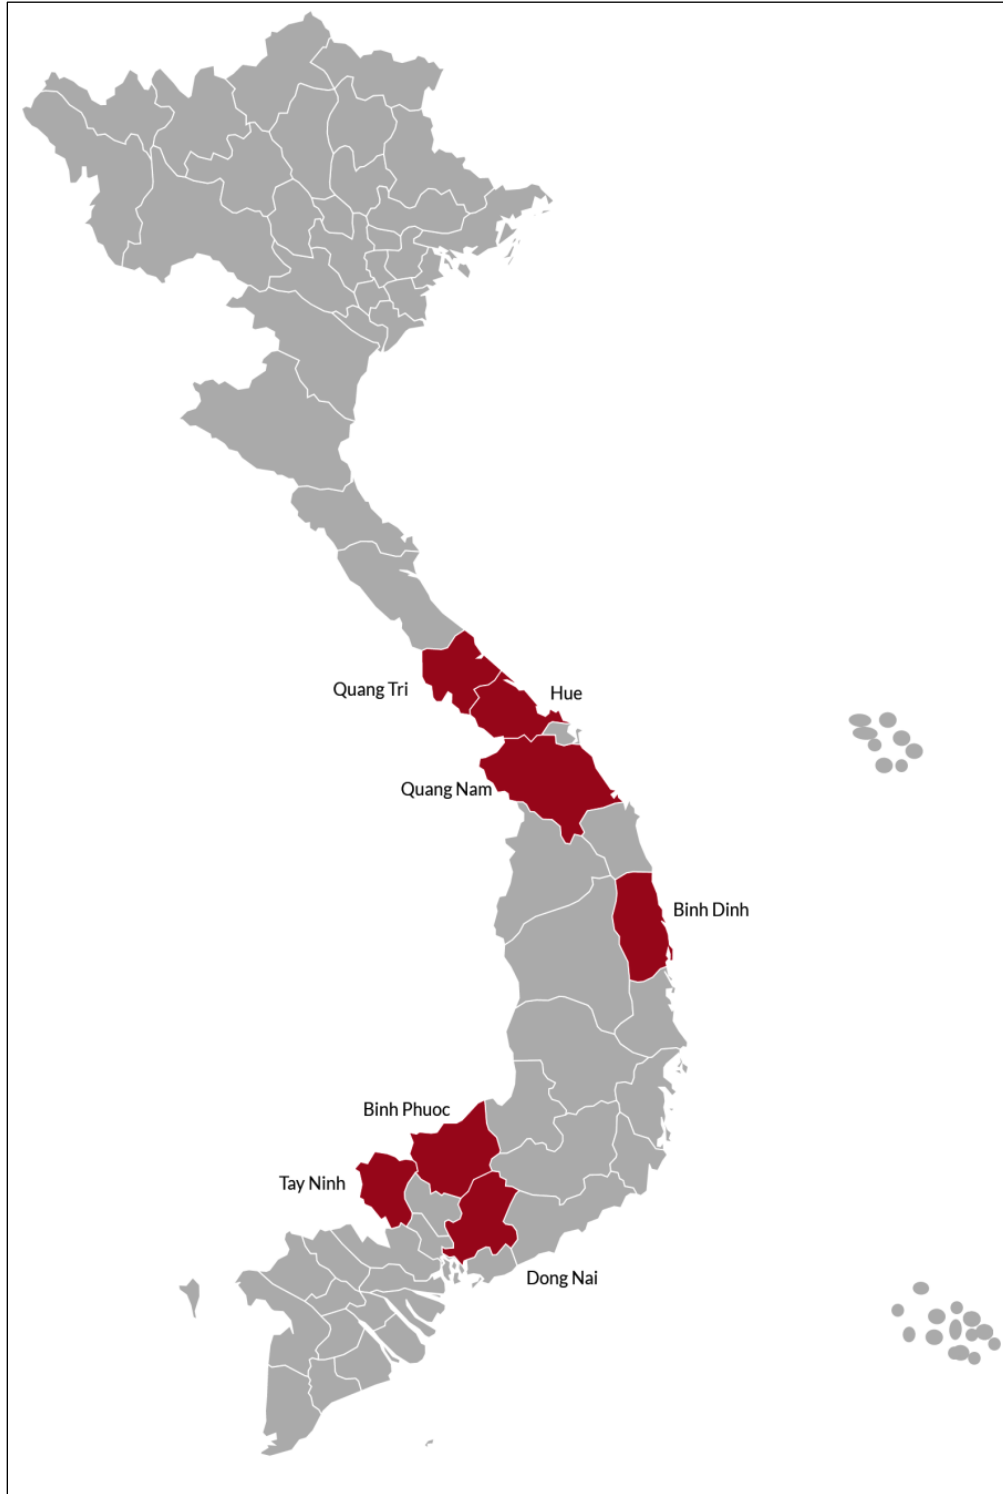 Quang Tri
Hue
Quang Nam
Binh Dinh
Binh Phuoc
Tay Ninh
Dong Nai